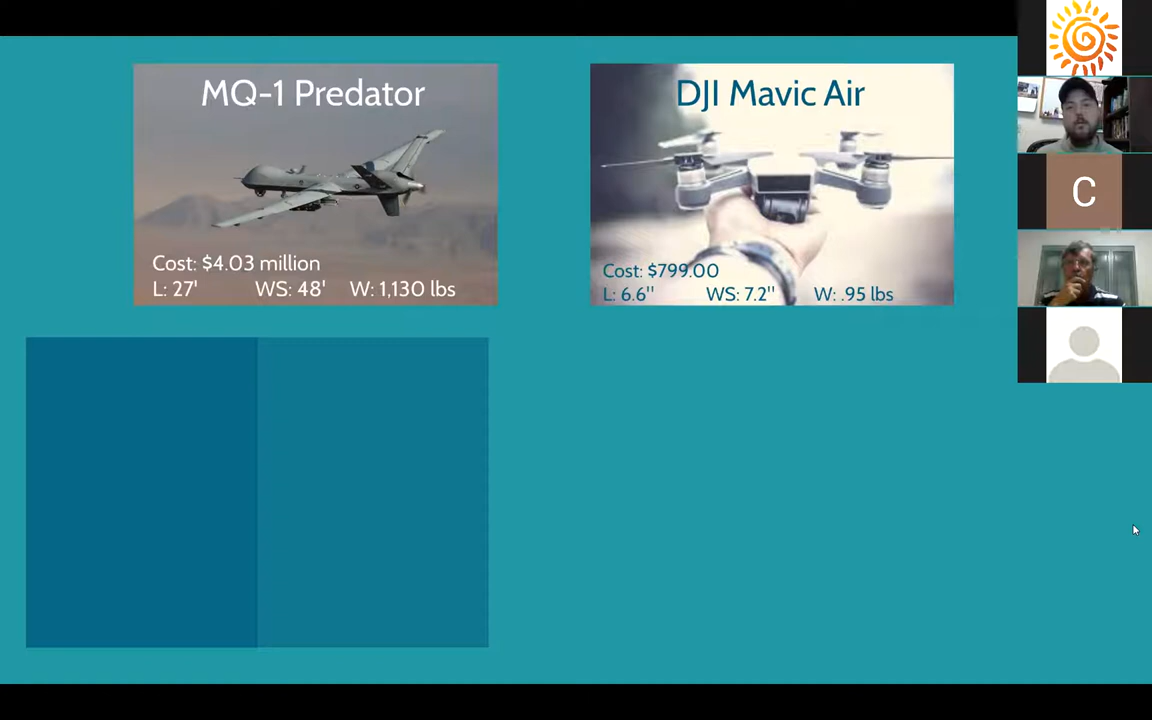 MQ-1 Predator
Cost: $4.03 million
L: 27' WS: 48' W: 1,130 lbs
DJI Mavic Air
Cost: $799.00
L: 6.6" WS: 7.2" W: .95 lbs
C